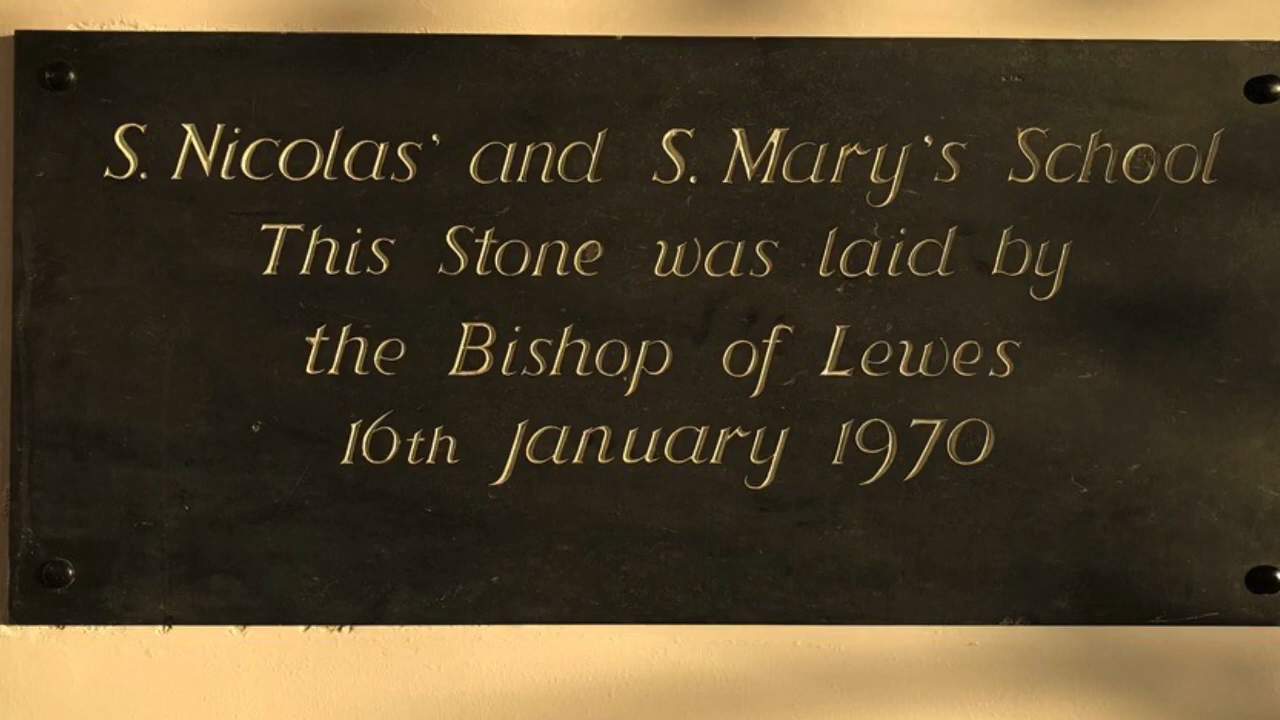 S. Nicolas' and S. Mary's School
This Stone was laid by
the Bishop of Lewes
16th January 1970